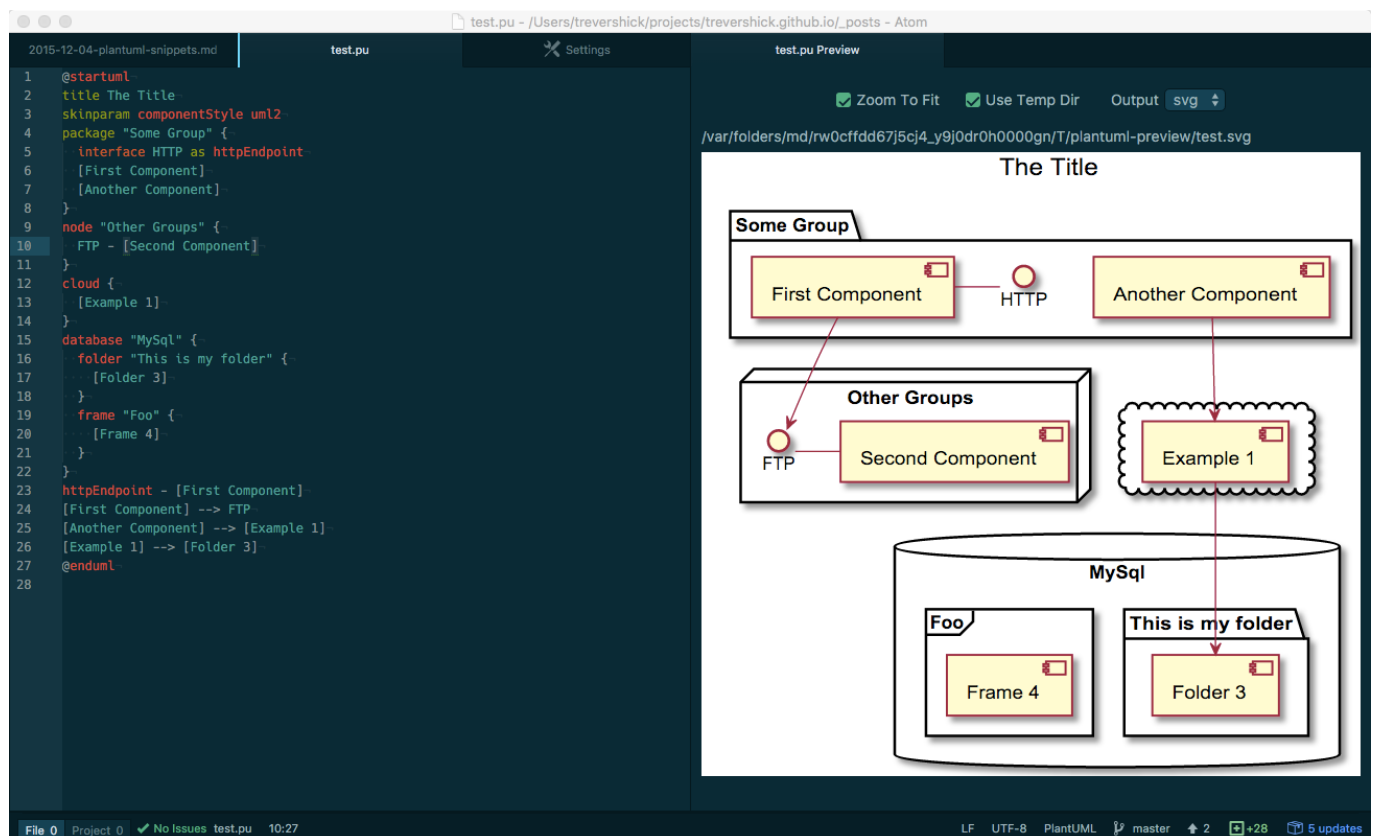 test.pu - /Users/trevershick/projects/trevershick.github.io/_posts - Atom
2015-12-04-plantuml-snippets.md
test.pu
Settings
test.pu Preview
1 @startuml
2 title The Title
3 skinparam componentStyle uml2
4 package "Some Group" {
5 interface HTTP as httpEndpoint
6 [First Component]
7 [Another Component]
8 }
9 node "Other Groups" {
10 FTP - [Second Component]
11 }
12 cloud {
13 [Example 1]
14 }
15 database "MySql" {
16 folder "This is my folder" {
17 [Folder 3]
18 }
19 frame "Foo" {
20 [Frame 4]
21 }
22 }
23 httpEndpoint - [First Component]
24 [First Component] --> FTP
25 [Another Component] --> [Example 1]
26 [Example 1] --> [Folder 3]
27 @enduml
28
Zoom To Fit Use Temp Dir Output svg
/var/folders/md/rw0cffdd67j5cj4_y9j0dr0h0000gn/T/plantuml-preview/test.svg
The Title
Some Group
First Component
HTTP
Another Component
Other Groups
FTP
Second Component
Example 1
MySql
Foo
This is my folder
Frame 4
Folder 3
File 0 Project 0 No Issues test.pu 10:27 LF UTF-8 PlantUML master 2 +28 5 updates